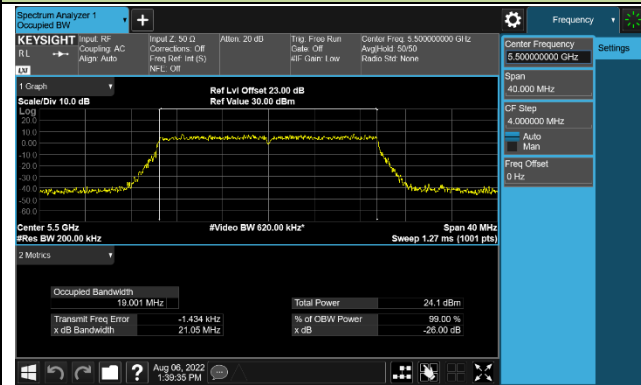 Spectrum Analyzer 1
Occupied BW
Frequency
KEYSIGHT
RL
Input: RF
Coupling: AC
Align: Auto
Input Z: 50 Ω
Corrections: Off
Freq Ref: Int (S)
NFE: Off
Atten: 20 dB
Trig: Free Run
Gate: Off
#IF Gain: Low
Center Freq: 5.500000000 GHz
Avg|Hold: 50/50
Radio Std: None
Center Frequency
5.500000000 GHz
Settings
Span
40.000 MHz
CF Step
4.000000 MHz
Auto
Man
Freq Offset
0 Hz
1 Graph
Scale/Div 10.0 dB
Ref Lvl Offset 23.00 dB
Ref Value 30.00 dBm
Log
20.0
10.0
0.00
-10.0
-20.0
-30.0
-40.0
-50.0
-60.0
Center 5.5 GHz
#Res BW 200.00 kHz
#Video BW 620.00 kHz*
Span 40 MHz
Sweep 1.27 ms (1001 pts)
2 Metrics
Occupied Bandwidth
19.001 MHz
Total Power 24.1 dBm
Transmit Freq Error -1.434 kHz
% of OBW Power 99.00 %
x dB Bandwidth 21.05 MHz
x dB -26.00 dB
Aug 06, 2022
1:39:35 PM